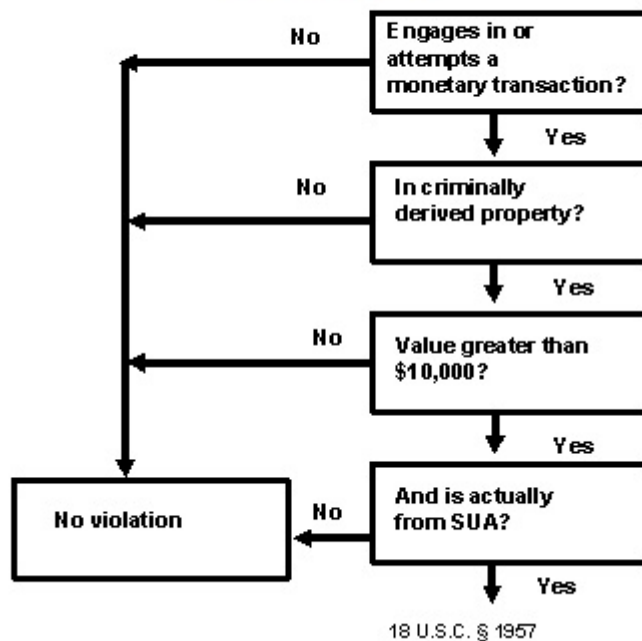 No
Engages in or
attempts a
monetary transaction?
Yes
No
In criminally
derived property?
Yes
No
Value greater than
$10,000?
Yes
No violation
No
And is actually
from SUA?
Yes
18 U.S.C. § 1957